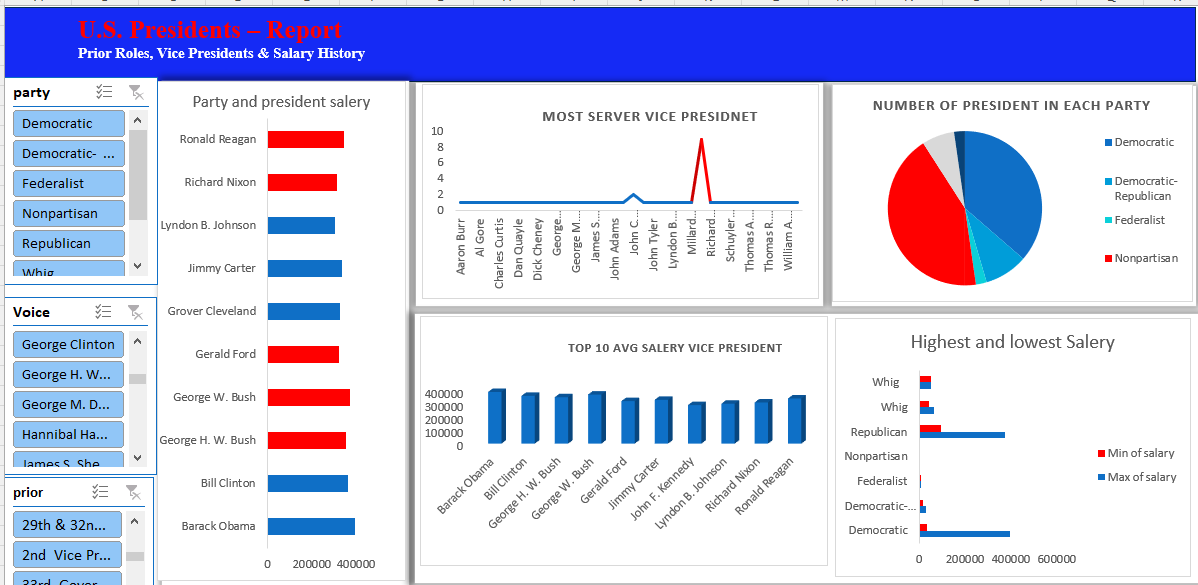 U.S. Presidents – Report
Prior Roles, Vice Presidents & Salary History
party
Democratic
Democratic- ...
Federalist
Nonpartisan
Republican
Whig
Voice
George Clinton
George H. W...
George M. D...
Hannibal Ha...
James S. She
prior
29th & 32n...
2nd Vice Pr...
33rd Gover
Party and president salery
Ronald Reagan
Richard Nixon
Lyndon B. Johnson
Jimmy Carter
Grover Cleveland
Gerald Ford
George W. Bush
George H. W. Bush
Bill Clinton
Barack Obama
0 200000 400000
MOST SERVER VICE PRESIDNET
10
8
6
4
2
0
Aaron Burr
Al Gore
Charles Curtis
Dan Quayle
Dick Cheney
George...
George M....
James S....
John Adams
John C....
John Tyler
Lyndon B....
Millard...
Richard...
Schuyler...
Thomas A....
Thomas R....
William A....
NUMBER OF PRESIDENT IN EACH PARTY
Democratic
Democratic-
Republican
Federalist
Nonpartisan
TOP 10 AVG SALERY VICE PRESIDENT
400000
300000
200000
100000
0
Barack Obama
Bill Clinton
George H. W. Bush
George W. Bush
Gerald Ford
Jimmy Carter
John F. Kennedy
Lyndon B. Johnson
Richard Nixon
Ronald Reagan
Highest and lowest Salery
Whig
Whig
Republican
Nonpartisan
Federalist
Democratic-...
Democratic
0 200000 400000 600000
Min of salary
Max of salary